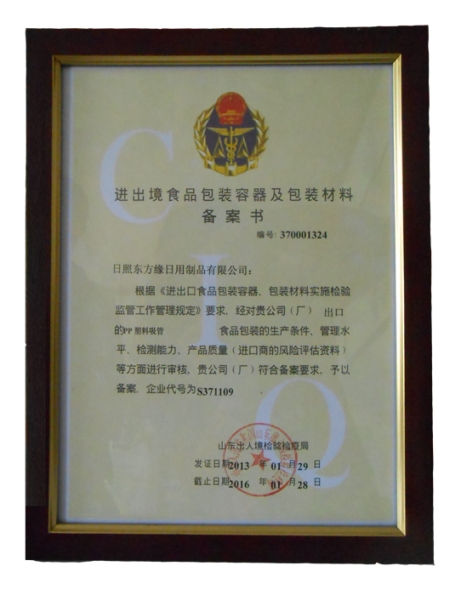 C
I
Q
进出境食品包装容器及包装材料
备案书
编号: 370001324
日照东方缘日用制品有限公司:
根据《进出口食品包装容器、包装材料实施检验
监管工作管理规定》要求, 经对贵公司(厂) 出口
的PP 塑料吸管 食品包装的生产条件、管理水
平、检测能力、产品质量(进口商的风险评估资料)
等方面进行审核, 贵公司(厂)符合备案要求, 予以
备案, 企业代号为S371109
山东出入境检验检疫局
发证日期2013 年 01 月 29 日
截止日期2016 年 01 月 28 日